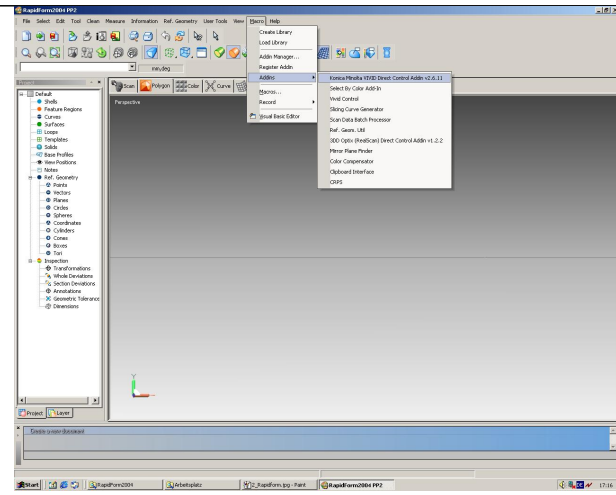 RapidForm2004 PP2
File Select Edit Tool Clean Measure Information Ref. Geometry User Tools View Macro Help
Create Library
Load Library
Addin Manager...
Register Addin
Addins
Macros...
Record
Visual Basic Editor
Konica Minolta VIVID Direct Control Addin v2.6.11
Select By Color Add-In
Vivid Control
Slicing Curve Generator
Scan Data Batch Processor
Ref. Geom. Util
3DD Optix (RealScan) Direct Control Addin v1.2.2
Mirror Plane Finder
Color Compensator
Clipboard Interface
CRPS
mm,deg
Scan Polygon Color Curve
Project
Default
Shells
Feature Regions
Curves
Surfaces
Loops
Templates
Solids
Base Profiles
View Positions
Notes
Ref. Geometry
Points
Vectors
Planes
Circles
Spheres
Coordinates
Cylinders
Cones
Boxes
Tori
Inspection
Transformations
Whole Deviations
Section Deviations
Annotations
Geometric Tolerance
Dimensions
Perspective
Y
Project Layer
Create a new document
Start RapidForm2004 Arbeitsplatz 2_Rapidform.jpg - Paint RapidForm2004 PP2 DE 17:16